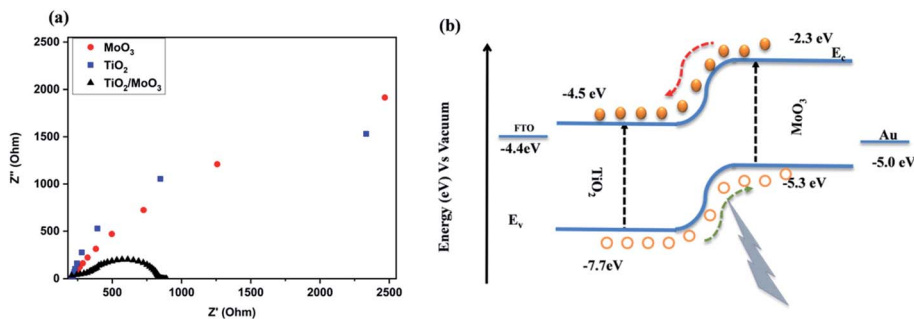 (a)
2500
2000
1500
1000
500
0
500
1000
1500
2000
2500
Z'' (Ohm)
Z' (Ohm)
MoO₃
TiO₂
TiO₂/MoO₃
(b)
Energy (eV) Vs Vacuum
-2.3 eV
E꜀
-4.5 eV
FTO
-4.4eV
TiO₂
MoO₃
Au
-5.0 eV
-5.3 eV
Eᵥ
-7.7eV